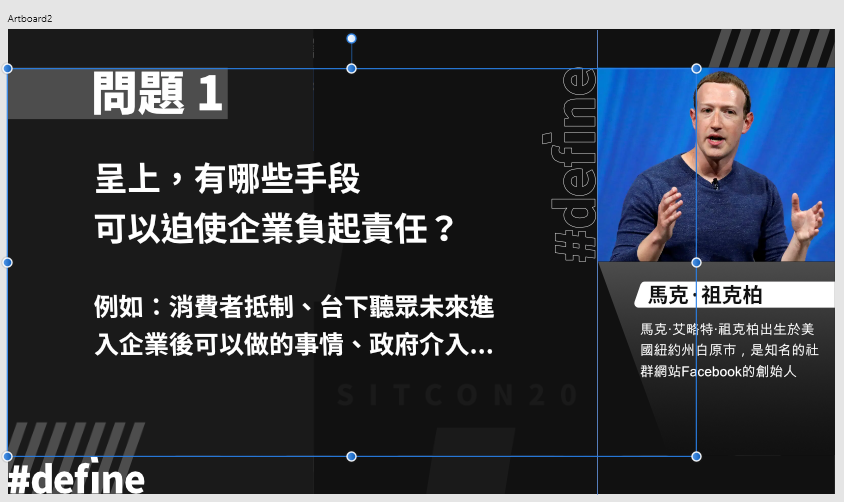 Artboard2
問題 1
呈上，有哪些手段
可以迫使企業負起責任？
例如：消費者抵制、台下聽眾未來進
入企業後可以做的事情、政府介入...
SITCON20
#define
#define
馬克·祖克柏
馬克·艾略特·祖克柏出生於美
國紐約州白原市，是知名的社
群網站Facebook的創始人